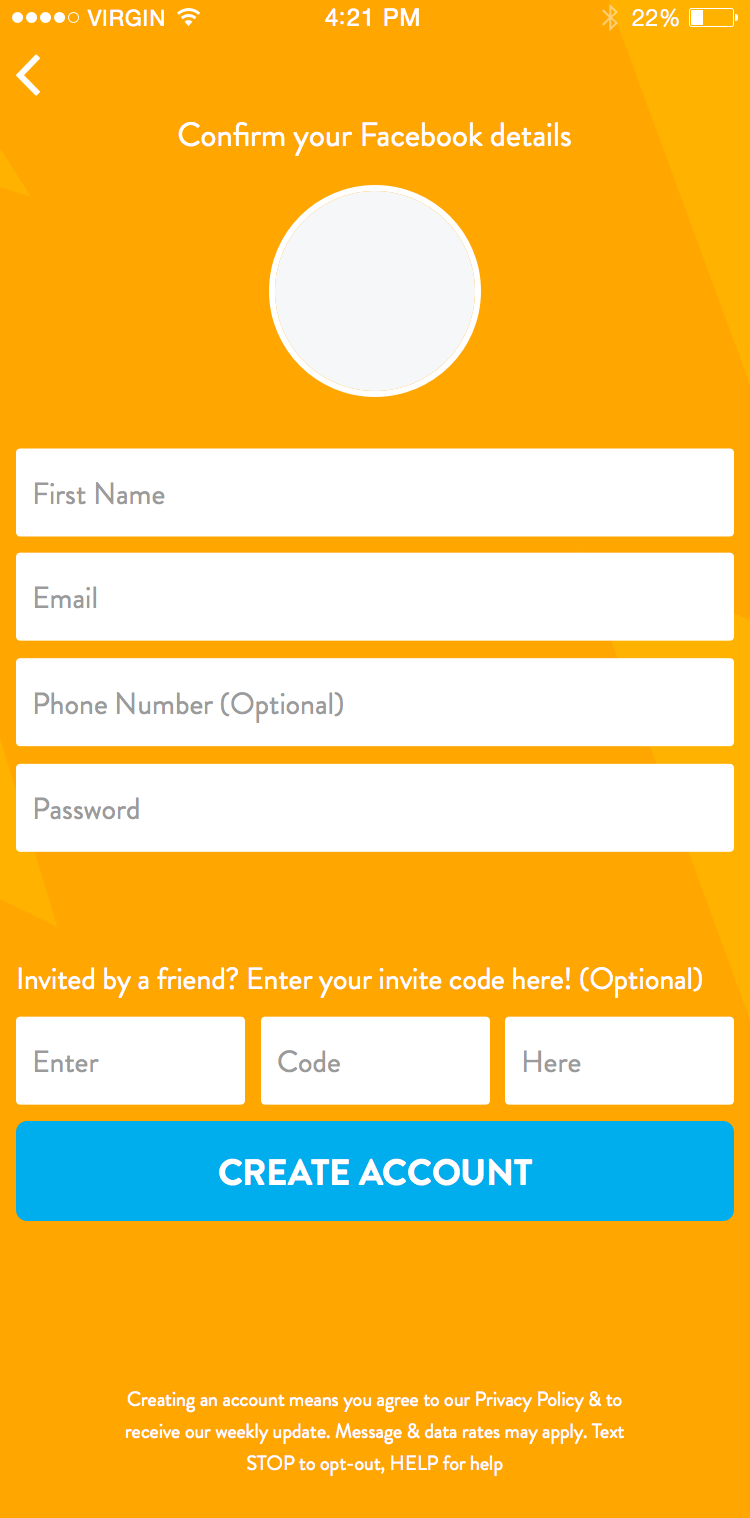 VIRGIN 4:21 PM 22%
Confirm your Facebook details
First Name
Email
Phone Number (Optional)
Password
Invited by a friend? Enter your invite code here! (Optional)
Enter Code Here
CREATE ACCOUNT
Creating an account means you agree to our Privacy Policy & to
receive our weekly update. Message & data rates may apply. Text
STOP to opt-out, HELP for help